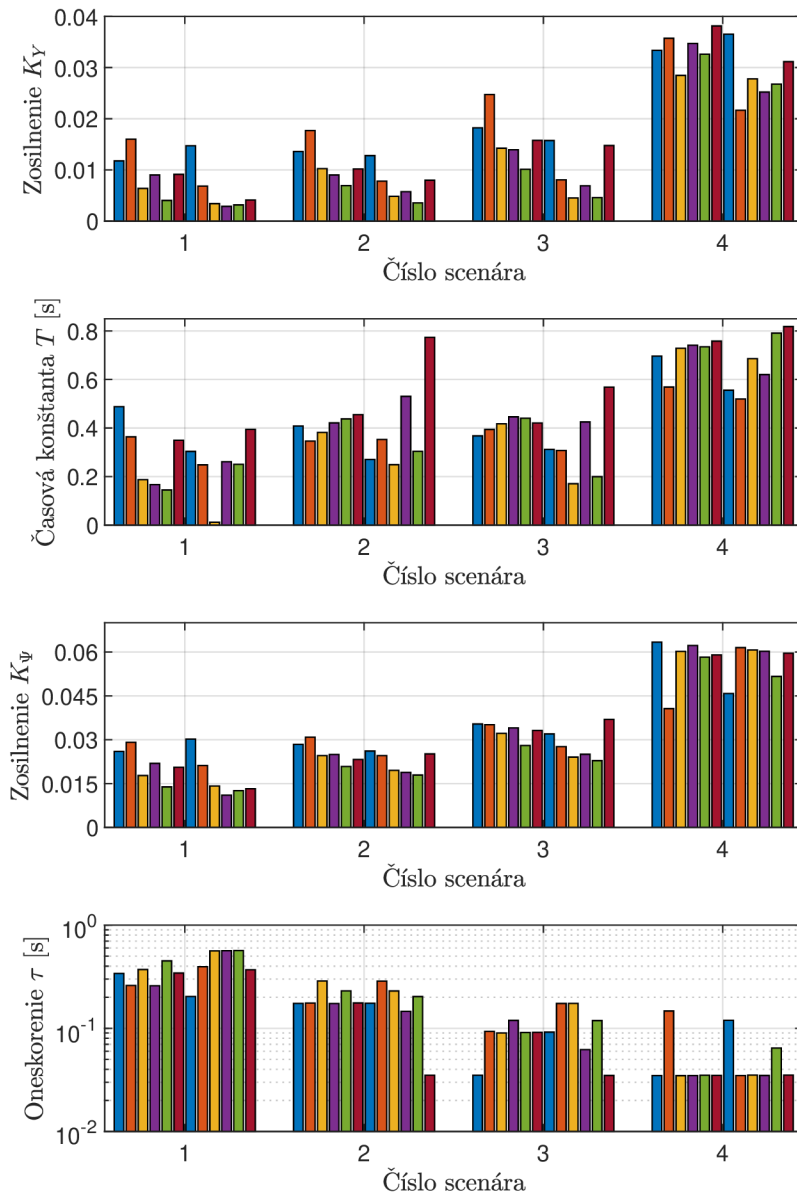 0.04
0.03
0.02
0.01
0
Zosilnenie K_Y
1 2 3 4
Číslo scenára
0.8
0.6
0.4
0.2
0
Časová konštanta T [s]
1 2 3 4
Číslo scenára
0.06
0.045
0.03
0.015
0
Zosilnenie K_Ψ
1 2 3 4
Číslo scenára
10^0
10^-1
10^-2
Oneskorenie τ [s]
1 2 3 4
Číslo scenára